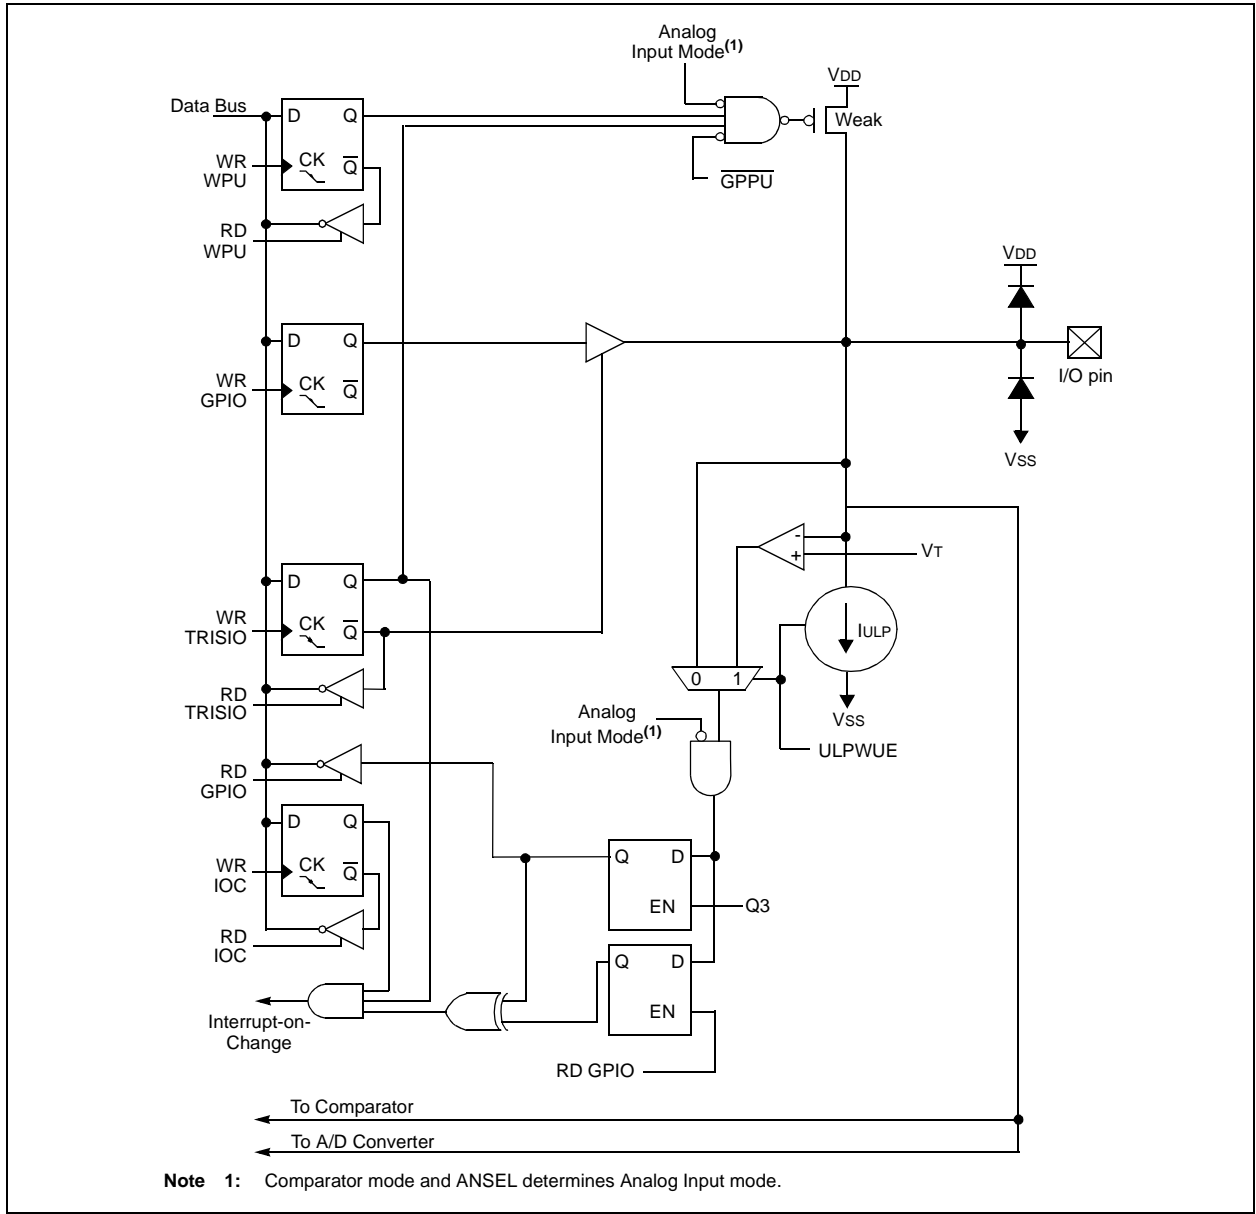 Analog
Input Mode(1)
VDD
Data Bus
D Q
Weak
WR
WPU
CK Q
GPPU
RD
WPU
VDD
D Q
I/O pin
WR
GPIO
CK Q
VSS
- 
+
VT
D Q
WR
TRISIO
CK Q
IULP
0 1
RD
TRISIO
VSS
Analog
Input Mode(1)
ULPWUE
RD
GPIO
D Q
Q D
WR
IOC
CK Q
EN
Q3
RD
IOC
Q D
EN
Interrupt-on-
Change
RD GPIO
To Comparator
To A/D Converter
Note 1: Comparator mode and ANSEL determines Analog Input mode.